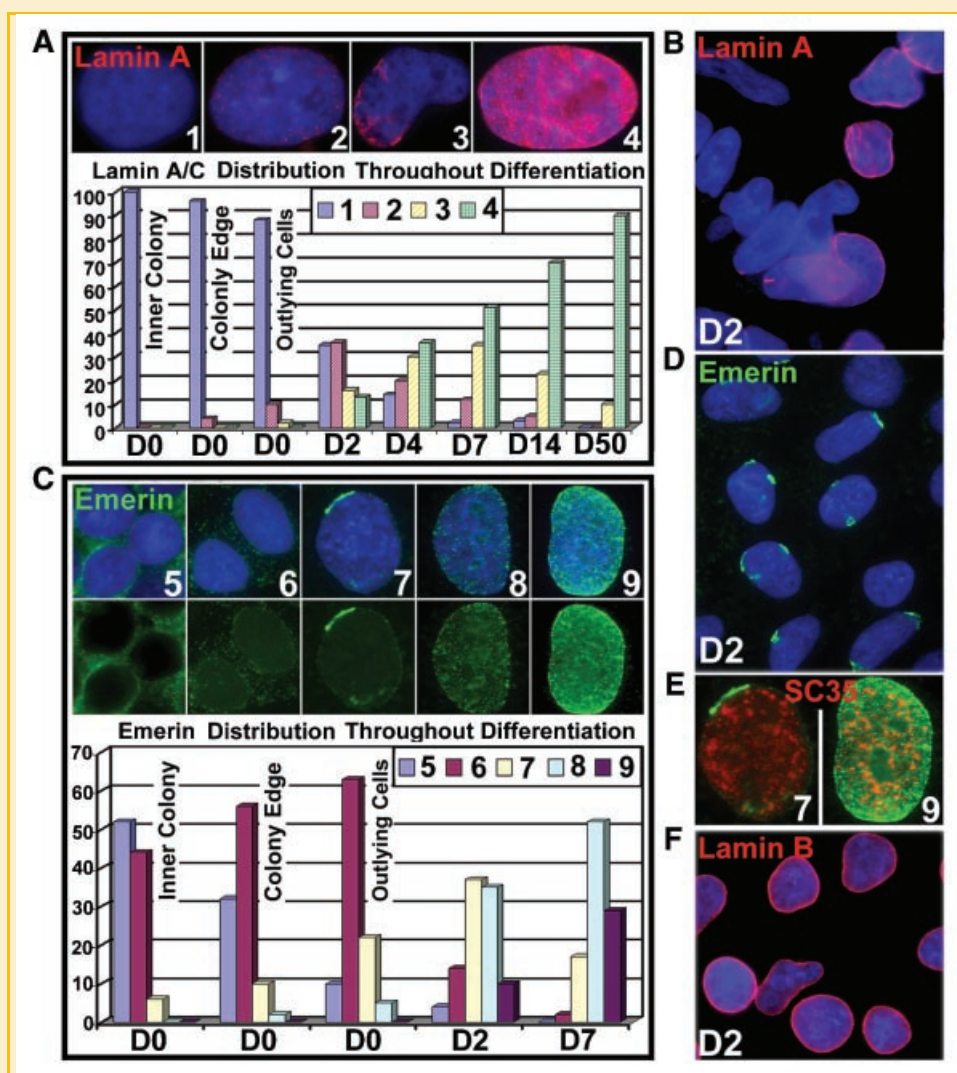 A
Lamin A
1
2
3
4
Lamin A/C Distribution Throughout Differentiation
100
90
80
70
60
50
40
30
20
10
0
1 2 3 4
Inner Colony
Colonly Edge
Outlying Cells
D0 D0 D0 D2 D4 D7 D14 D50
B
Lamin A
D2
C
Emerin
5
6
7
8
9
Emerin Distribution Throughout Differentiation
70
60
50
40
30
20
10
0
5 6 7 8 9
Inner Colony
Colony Edge
Outlying Cells
D0 D0 D0 D2 D7
D
Emerin
D2
E
SC35
7
9
F
Lamin B
D2